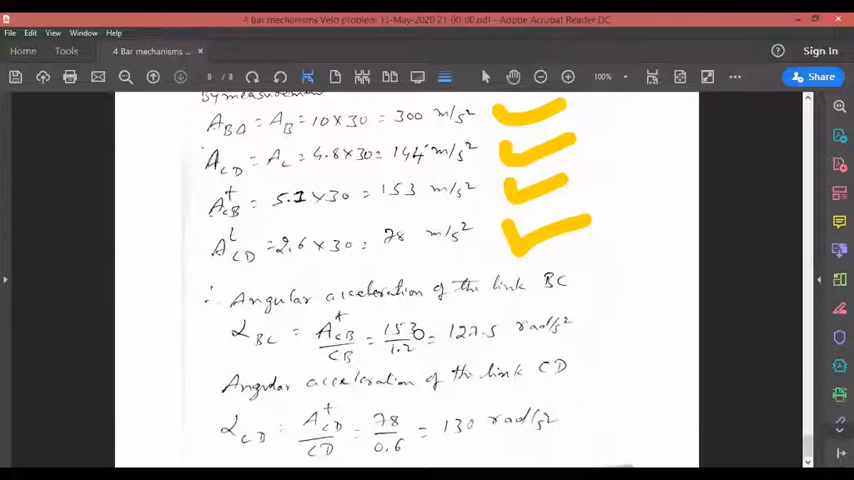 4 Bar mechanisms Velo problem: 13-May-2020-21-00-00.pdf - Adobe Acrobat Reader DC
File Edit View Window Help
Home Tools 4 Bar mechanisms ... × Sign In
8 / 8 100% Share
By measurement
A_BA = A_B = 10 × 30 = 300 m/s²
A_CD = A_C = 4.8 × 30 = 144 m/s²
A^t_CB = 5.1 × 30 = 153 m/s²
A^t_CD = 2.6 × 30 = 78 m/s²
∴ Angular acceleration of the link BC
α_BC = A^t_CB / CB = 153 / 1.2 = 127.5 rad/s²
Angular acceleration of the link CD
α_CD = A^t_CD / CD = 78 / 0.6 = 130 rad/s²